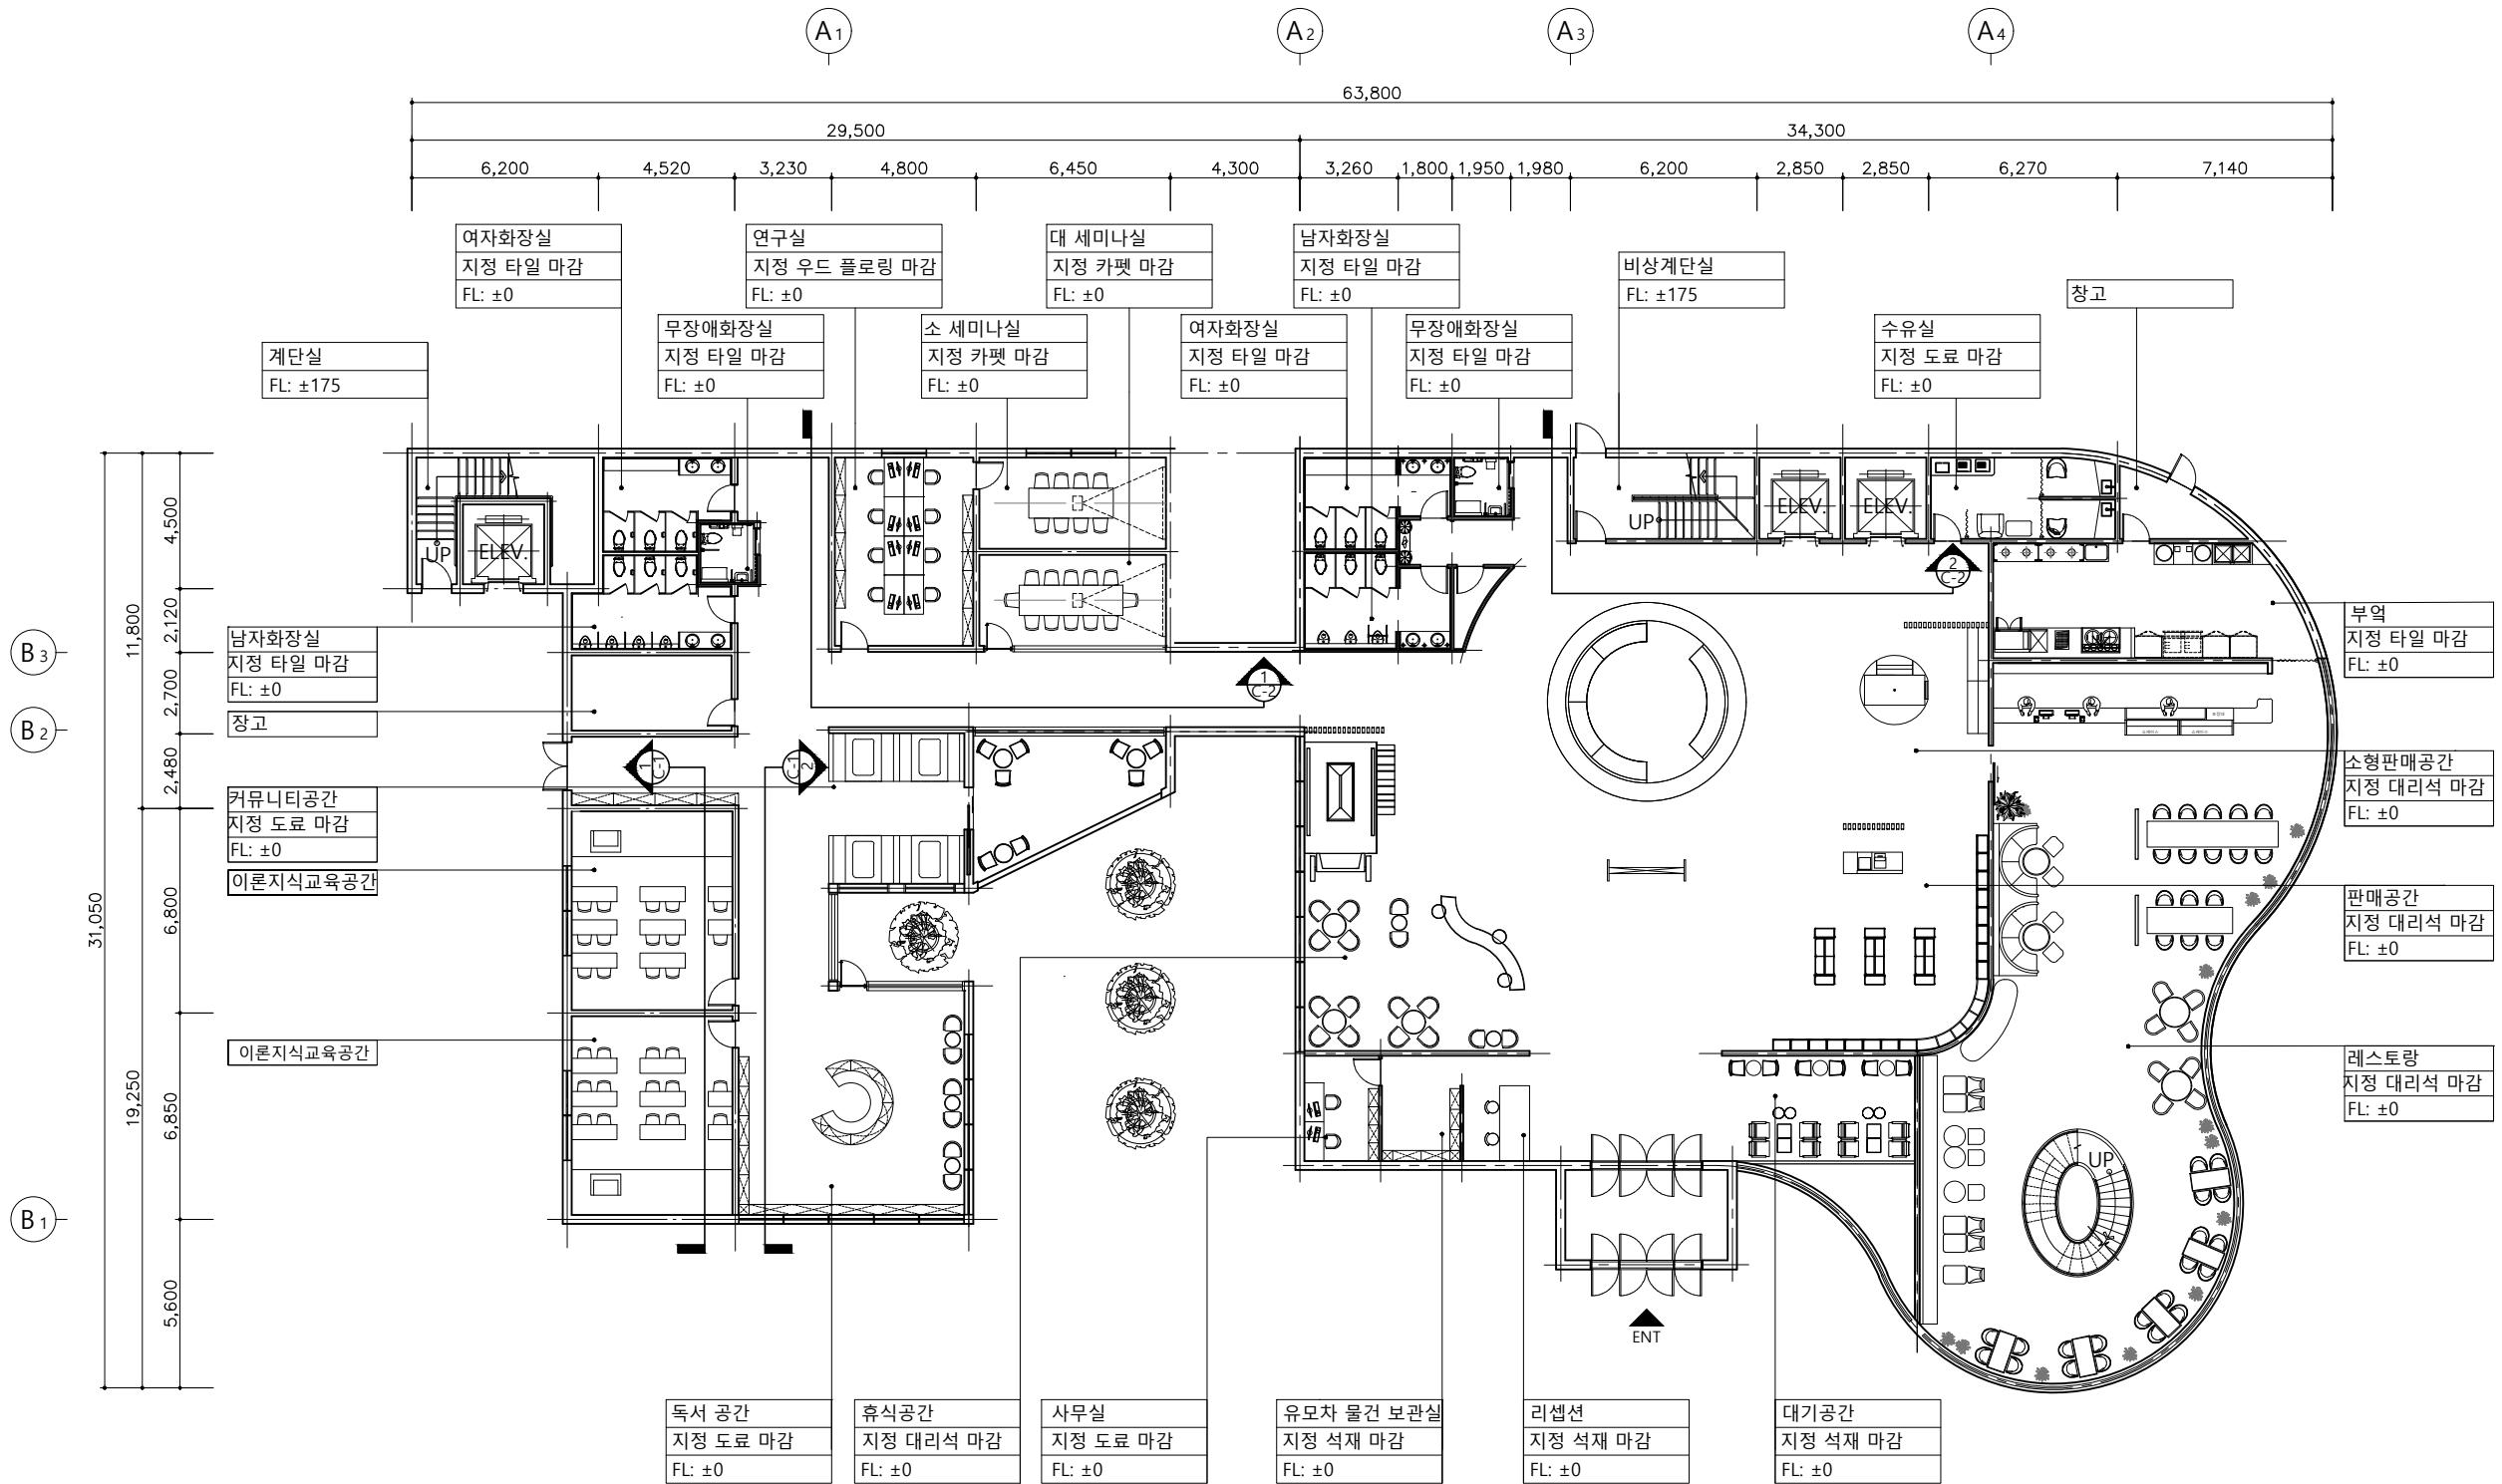 A1
A2
A3
A4
63,800
29,500
34,300
6,200
4,520
3,230
4,800
6,450
4,300
3,260
1,800
1,950
1,980
6,200
2,850
2,850
6,270
7,140
여자화장실
지정 타일 마감
FL: ±0
연구실
지정 우드 플로링 마감
FL: ±0
대 세미나실
지정 카펫 마감
FL: ±0
남자화장실
지정 타일 마감
FL: ±0
비상계단실
FL: ±175
창고
계단실
FL: ±175
무장애화장실
지정 타일 마감
FL: ±0
소 세미나실
지정 카펫 마감
FL: ±0
여자화장실
지정 타일 마감
FL: ±0
무장애화장실
지정 타일 마감
FL: ±0
수유실
지정 도료 마감
FL: ±0
UP
ELEV.
UP
ELEV.
ELEV.
B3
B2
B1
31,050
11,800
19,250
4,500
2,120
2,700
2,480
6,800
6,850
5,600
남자화장실
지정 타일 마감
FL: ±0
장고
커뮤니티공간
지정 도료 마감
FL: ±0
이론지식교육공간
이론지식교육공간
1
C-1
C-1
2
1
C-2
2
C-2
부엌
지정 타일 마감
FL: ±0
소형판매공간
지정 대리석 마감
FL: ±0
판매공간
지정 대리석 마감
FL: ±0
레스토랑
지정 대리석 마감
FL: ±0
UP
ENT
독서 공간
지정 도료 마감
FL: ±0
휴식공간
지정 대리석 마감
FL: ±0
사무실
지정 도료 마감
FL: ±0
유모차 물건 보관실
지정 석재 마감
FL: ±0
리셉션
지정 석재 마감
FL: ±0
대기공간
지정 석재 마감
FL: ±0